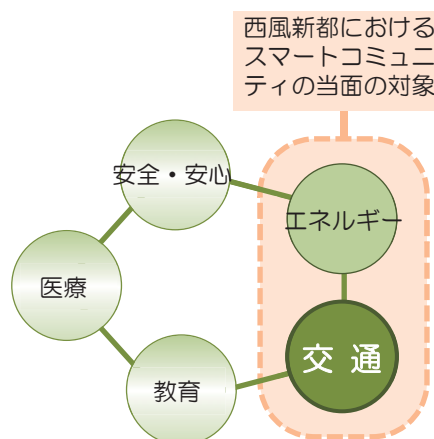 西風新都における
スマートコミュニ
ティの当面の対象
安全・安心
エネルギー
医療
交通
教育